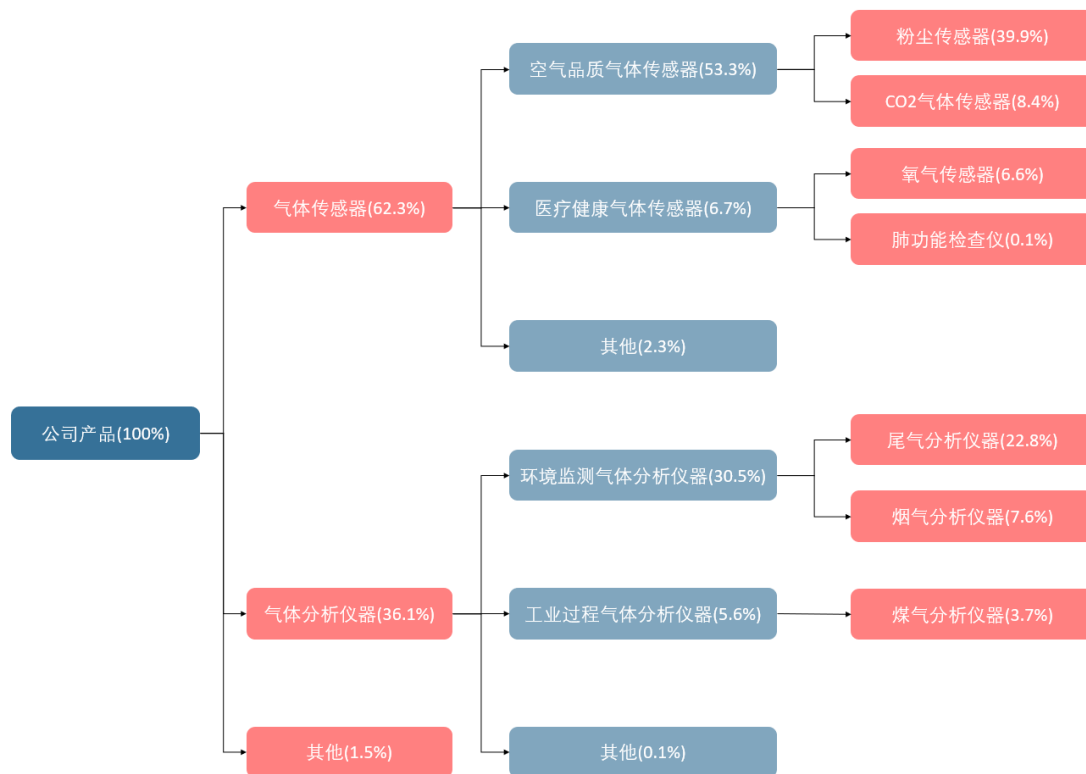 公司产品(100%)
气体传感器(62.3%)
空气品质气体传感器(53.3%)
粉尘传感器(39.9%)
CO2气体传感器(8.4%)
医疗健康气体传感器(6.7%)
氧气传感器(6.6%)
肺功能检查仪(0.1%)
其他(2.3%)
气体分析仪器(36.1%)
环境监测气体分析仪器(30.5%)
尾气分析仪器(22.8%)
烟气分析仪器(7.6%)
工业过程气体分析仪器(5.6%)
煤气分析仪器(3.7%)
其他(0.1%)
其他(1.5%)